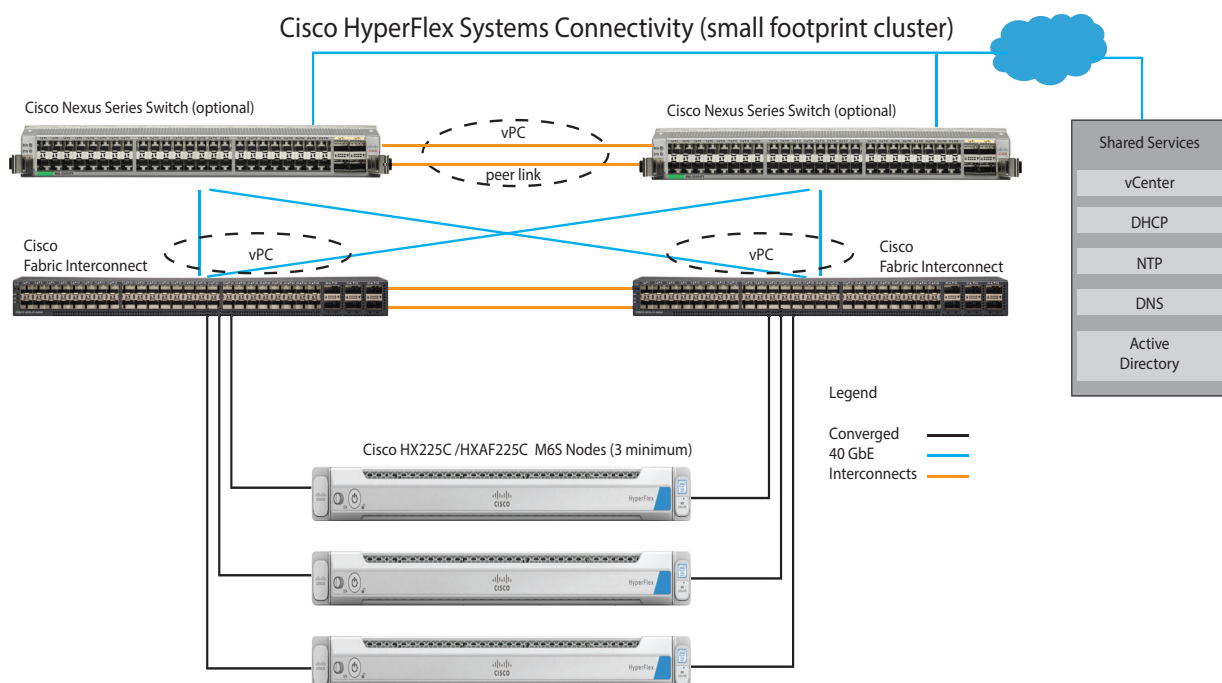 Cisco HyperFlex Systems Connectivity (small footprint cluster)
Cisco Nexus Series Switch (optional)
Cisco Nexus Series Switch (optional)
vPC
peer link
Shared Services
vCenter
DHCP
NTP
DNS
Active
Directory
Cisco
Fabric Interconnect
vPC
vPC
Cisco
Fabric Interconnect
Legend
Converged
40 GbE
Interconnects
Cisco HX225C /HXAF225C M6S Nodes (3 minimum)
CISCO
HyperFlex
CISCO
HyperFlex
CISCO
HyperFlex